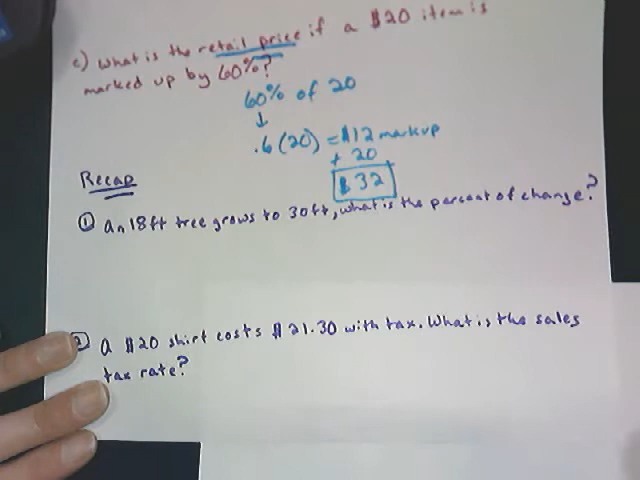 c) What is the retail price if a $20 item is
marked up by 60%?
60% of 20
↓
.6 (20) = $12 markup
+ 20
$32
Recap
① An 18ft tree grows to 30ft, what is the percent of change?
② A $20 shirt costs $21.30 with tax. What is the sales
tax rate?